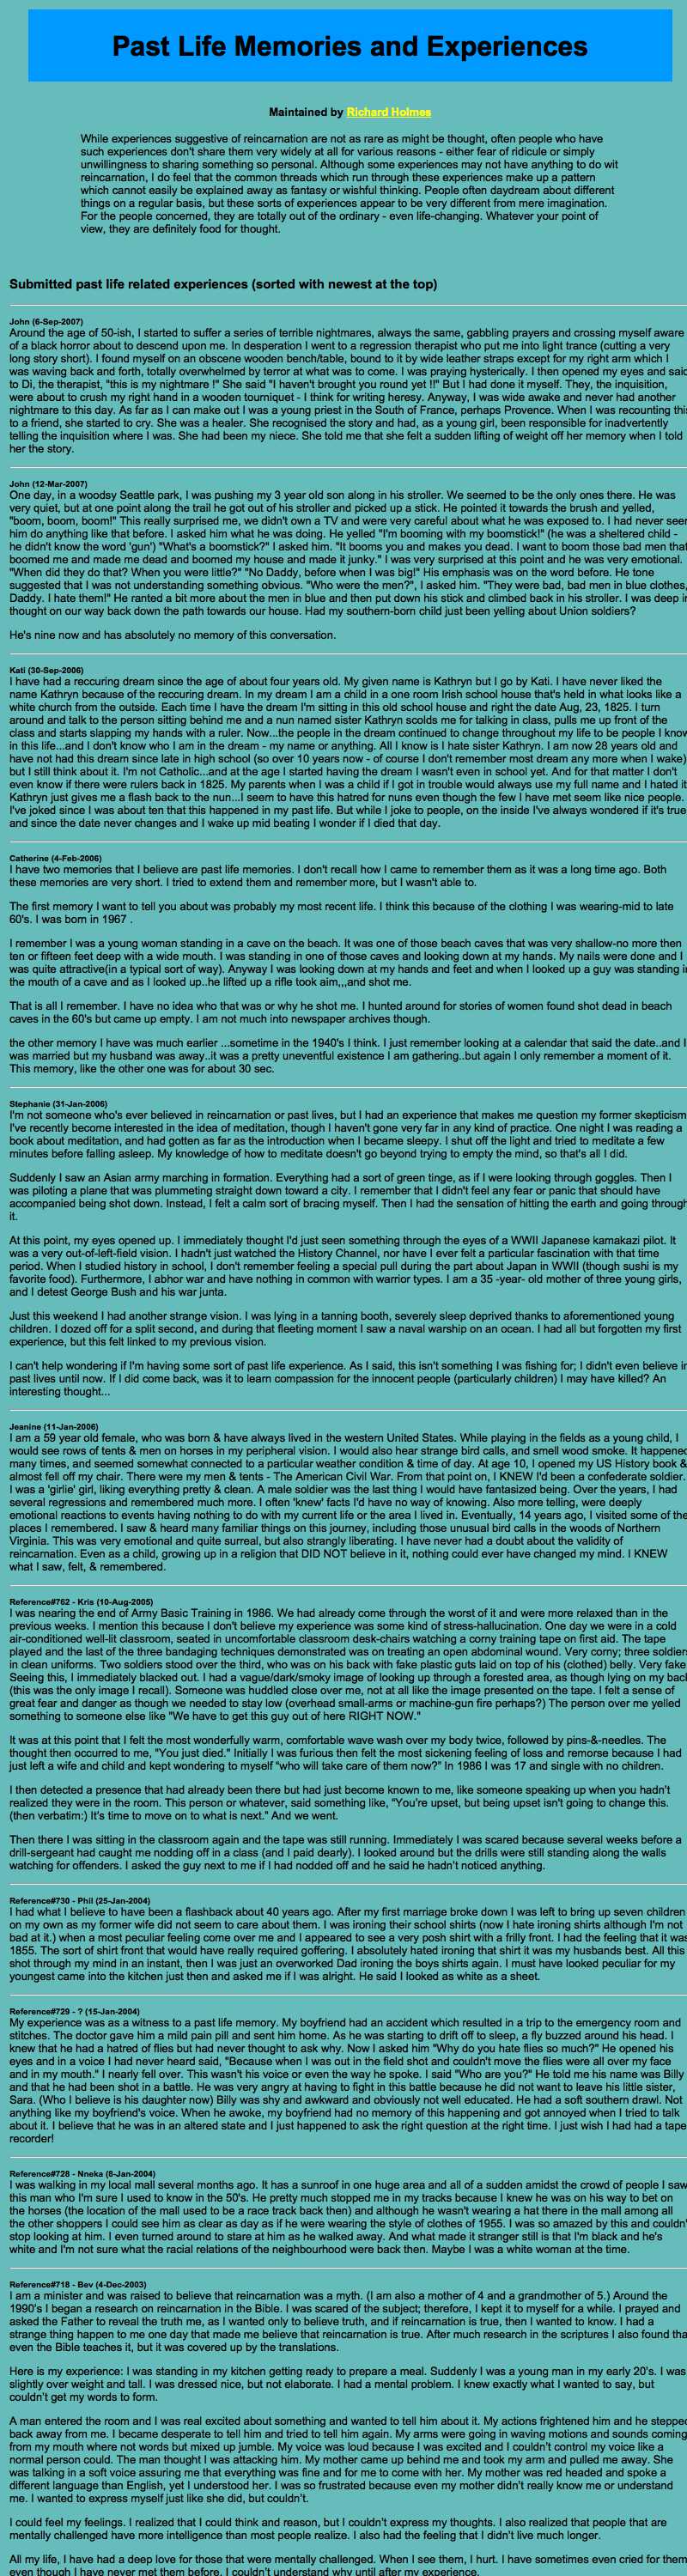 Past Life Memories and Experiences
Maintained by Richard Holmes
While experiences suggestive of reincarnation are not as rare as might be thought, often people who have
such experiences don't share them very widely at all for various reasons - either fear of ridicule or simply
unwillingness to sharing something so personal. Although some experiences may not have anything to do wit
reincarnation, I do feel that the common threads which run through these experiences make up a pattern
which cannot easily be explained away as fantasy or wishful thinking. People often daydream about different
things on a regular basis, but these sorts of experiences appear to be very different from mere imagination.
For the people concerned, they are totally out of the ordinary - even life-changing. Whatever your point of
view, they are definitely food for thought.
Submitted past life related experiences (sorted with newest at the top)
John (6-Sep-2007)
Around the age of 50-ish, I started to suffer a series of terrible nightmares, always the same, gabbling prayers and crossing myself aware
of a black horror about to descend upon me. In desperation I went to a regression therapist who put me into light trance (cutting a very
long story short). I found myself on an obscene wooden bench/table, bound to it by wide leather straps except for my right arm which I
was waving back and forth, totally overwhelmed by terror at what was to come. I was praying hysterically. I then opened my eyes and said
to Di, the therapist, "this is my nightmare !" She said "I haven't brought you round yet !!" But I had done it myself. They, the inquisition,
were about to crush my right hand in a wooden tourniquet - I think for writing heresy. Anyway, I was wide awake and never had another
nightmare to this day. As far as I can make out I was a young priest in the South of France, perhaps Provence. When I was recounting this
to a friend, she started to cry. She was a healer. She recognised the story and had, as a young girl, been responsible for inadvertently
telling the inquisition where I was. She had been my niece. She told me that she felt a sudden lifting of weight off her memory when I told
her the story.
John (12-Mar-2007)
One day, in a woodsy Seattle park, I was pushing my 3 year old son along in his stroller. We seemed to be the only ones there. He was
very quiet, but at one point along the trail he got out of his stroller and picked up a stick. He pointed it towards the brush and yelled,
"boom, boom, boom!" This really surprised me, we didn't own a TV and were very careful about what he was exposed to. I had never seen
him do anything like that before. I asked him what he was doing. He yelled "I'm booming with my boomstick!" (he was a sheltered child -
he didn't know the word 'gun') "What's a boomstick?" I asked him. "It booms you and makes you dead. I want to boom those bad men that
boomed me and made me dead and boomed my house and made it junky." I was very surprised at this point and he was very emotional.
"When did they do that? When you were little?" "No Daddy, before when I was big!" His emphasis was on the word before. He tone
suggested that I was not understanding something obvious. "Who were the men?", I asked him. "They were bad, bad men in blue clothes,
Daddy. I hate them!" He ranted a bit more about the men in blue and then put down his stick and climbed back in his stroller. I was deep in
thought on our way back down the path towards our house. Had my southern-born child just been yelling about Union soldiers?
He's nine now and has absolutely no memory of this conversation.
Kati (30-Sep-2006)
I have had a reccuring dream since the age of about four years old. My given name is Kathryn but I go by Kati. I have never liked the
name Kathryn because of the reccuring dream. In my dream I am a child in a one room Irish school house that's held in what looks like a
white church from the outside. Each time I have the dream I'm sitting in this old school house and right the date Aug, 23, 1825. I turn
around and talk to the person sitting behind me and a nun named sister Kathryn scolds me for talking in class, pulls me up front of the
class and starts slapping my hands with a ruler. Now...the people in the dream continued to change throughout my life to be people I know
in this life...and I don't know who I am in the dream - my name or anything. All I know is I hate sister Kathryn. I am now 28 years old and
have not had this dream since late in high school (so over 10 years now - of course I don't remember most dream any more when I wake)
but I still think about it. I'm not Catholic...and at the age I started having the dream I wasn't even in school yet. And for that matter I don't
even know if there were rulers back in 1825. My parents when I was a child if I got in trouble would always use my full name and I hated it.
Kathryn just gives me a flash back to the nun...I seem to have this hatred for nuns even though the few I have met seem like nice people.
I've joked since I was about ten that this happened in my past life. But while I joke to people, on the inside I've always wondered if it's true
and since the date never changes and I wake up mid beating I wonder if I died that day.
Catherine (4-Feb-2006)
I have two memories that I believe are past life memories. I don't recall how I came to remember them as it was a long time ago. Both
these memories are very short. I tried to extend them and remember more, but I wasn't able to.
The first memory I want to tell you about was probably my most recent life. I think this because of the clothing I was wearing-mid to late
60's. I was born in 1967 .
I remember I was a young woman standing in a cave on the beach. It was one of those beach caves that was very shallow-no more then
ten or fifteen feet deep with a wide mouth. I was standing in one of those caves and looking down at my hands. My nails were done and I
was quite attractive(in a typical sort of way). Anyway I was looking down at my hands and feet and when I looked up a guy was standing in
the mouth of a cave and as I looked up..he lifted up a rifle took aim,,,and shot me.
That is all I remember. I have no idea who that was or why he shot me. I hunted around for stories of women found shot dead in beach
caves in the 60's but came up empty. I am not much into newspaper archives though.
the other memory I have was much earlier ...sometime in the 1940's I think. I just remember looking at a calendar that said the date..and I
was married but my husband was away..it was a pretty uneventful existence I am gathering..but again I only remember a moment of it.
This memory, like the other one was for about 30 sec.
Stephanie (31-Jan-2006)
I'm not someone who's ever believed in reincarnation or past lives, but I had an experience that makes me question my former skepticism.
I've recently become interested in the idea of meditation, though I haven't gone very far in any kind of practice. One night I was reading a
book about meditation, and had gotten as far as the introduction when I became sleepy. I shut off the light and tried to meditate a few
minutes before falling asleep. My knowledge of how to meditate doesn't go beyond trying to empty the mind, so that's all I did.
Suddenly I saw an Asian army marching in formation. Everything had a sort of green tinge, as if I were looking through goggles. Then I
was piloting a plane that was plummeting straight down toward a city. I remember that I didn't feel any fear or panic that should have
accompanied being shot down. Instead, I felt a calm sort of bracing myself. Then I had the sensation of hitting the earth and going through
it.
At this point, my eyes opened up. I immediately thought I'd just seen something through the eyes of a WWII Japanese kamakazi pilot. It
was a very out-of-left-field vision. I hadn't just watched the History Channel, nor have I ever felt a particular fascination with that time
period. When I studied history in school, I don't remember feeling a special pull during the part about Japan in WWII (though sushi is my
favorite food). Furthermore, I abhor war and have nothing in common with warrior types. I am a 35 -year- old mother of three young girls,
and I detest George Bush and his war junta.
Just this weekend I had another strange vision. I was lying in a tanning booth, severely sleep deprived thanks to aforementioned young
children. I dozed off for a split second, and during that fleeting moment I saw a naval warship on an ocean. I had all but forgotten my first
experience, but this felt linked to my previous vision.
I can't help wondering if I'm having some sort of past life experience. As I said, this isn't something I was fishing for; I didn't even believe in
past lives until now. If I did come back, was it to learn compassion for the innocent people (particularly children) I may have killed? An
interesting thought...
Jeanine (11-Jan-2006)
I am a 59 year old female, who was born & have always lived in the western United States. While playing in the fields as a young child, I
would see rows of tents & men on horses in my peripheral vision. I would also hear strange bird calls, and smell wood smoke. It happened
many times, and seemed somewhat connected to a particular weather condition & time of day. At age 10, I opened my US History book &
almost fell off my chair. There were my men & tents - The American Civil War. From that point on, I KNEW I'd been a confederate soldier.
I was a 'girlie' girl, liking everything pretty & clean. A male soldier was the last thing I would have fantasized being. Over the years, I had
several regressions and remembered much more. I often 'knew' facts I'd have no way of knowing. Also more telling, were deeply
emotional reactions to events having nothing to do with my current life or the area I lived in. Eventually, 14 years ago, I visited some of the
places I remembered. I saw & heard many familiar things on this journey, including those unusual bird calls in the woods of Northern
Virginia. This was very emotional and quite surreal, but also strangly liberating. I have never had a doubt about the validity of
reincarnation. Even as a child, growing up in a religion that DID NOT believe in it, nothing could ever have changed my mind. I KNEW
what I saw, felt, & remembered.
Reference#762 - Kris (10-Aug-2005)
I was nearing the end of Army Basic Training in 1986. We had already come through the worst of it and were more relaxed than in the
previous weeks. I mention this because I don't believe my experience was some kind of stress-hallucination. One day we were in a cold
air-conditioned well-lit classroom, seated in uncomfortable classroom desk-chairs watching a corny training tape on first aid. The tape
played and the last of the three bandaging techniques demonstrated was on treating an open abdominal wound. Very corny; three soldiers
in clean uniforms. Two soldiers stood over the third, who was on his back with fake plastic guts laid on top of his (clothed) belly. Very fake.
Seeing this, I immediately blacked out. I had a vague/dark/smoky image of looking up through a forested area, as though lying on my back
(this was the only image I recall). Someone was huddled close over me, not at all like the image presented on the tape. I felt a sense of
great fear and danger as though we needed to stay low (overhead small-arms or machine-gun fire perhaps?) The person over me yelled
something to someone else like "We have to get this guy out of here RIGHT NOW."
It was at this point that I felt the most wonderfully warm, comfortable wave wash over my body twice, followed by pins-&-needles. The
thought then occurred to me, "You just died." Initially I was furious then felt the most sickening feeling of loss and remorse because I had
just left a wife and child and kept wondering to myself "who will take care of them now?" In 1986 I was 17 and single with no children.
I then detected a presence that had already been there but had just become known to me, like someone speaking up when you hadn't
realized they were in the room. This person or whatever, said something like, "You're upset, but being upset isn't going to change this.
(then verbatim:) It's time to move on to what is next." And we went.
Then there I was sitting in the classroom again and the tape was still running. Immediately I was scared because several weeks before a
drill-sergeant had caught me nodding off in a class (and I paid dearly). I looked around but the drills were still standing along the walls
watching for offenders. I asked the guy next to me if I had nodded off and he said he hadn't noticed anything.
Reference#730 - Phil (25-Jan-2004)
I had what I believe to have been a flashback about 40 years ago. After my first marriage broke down I was left to bring up seven children
on my own as my former wife did not seem to care about them. I was ironing their school shirts (now I hate ironing shirts although I'm not
bad at it.) when a most peculiar feeling come over me and I appeared to see a very posh shirt with a frilly front. I had the feeling that it was
1855. The sort of shirt front that would have really required goffering. I absolutely hated ironing that shirt it was my husbands best. All this
shot through my mind in an instant, then I was just an overworked Dad ironing the boys shirts again. I must have looked peculiar for my
youngest came into the kitchen just then and asked me if I was alright. He said I looked as white as a sheet.
Reference#729 - ? (15-Jan-2004)
My experience was as a witness to a past life memory. My boyfriend had an accident which resulted in a trip to the emergency room and
stitches. The doctor gave him a mild pain pill and sent him home. As he was starting to drift off to sleep, a fly buzzed around his head. I
knew that he had a hatred of flies but had never thought to ask why. Now I asked him "Why do you hate flies so much?" He opened his
eyes and in a voice I had never heard said, "Because when I was out in the field shot and couldn't move the flies were all over my face
and in my mouth." I nearly fell over. This wasn't his voice or even the way he spoke. I said "Who are you?" He told me his name was Billy
and that he had been shot in a battle. He was very angry at having to fight in this battle because he did not want to leave his little sister,
Sara. (Who I believe is his daughter now) Billy was shy and awkward and obviously not well educated. He had a soft southern drawl. Not
anything like my boyfriend's voice. When he awoke, my boyfriend had no memory of this happening and got annoyed when I tried to talk
about it. I believe that he was in an altered state and I just happened to ask the right question at the right time. I just wish I had had a tape
recorder!
Reference#728 - Nneka (8-Jan-2004)
I was walking in my local mall several months ago. It has a sunroof in one huge area and all of a sudden amidst the crowd of people I saw
this man who I'm sure I used to know in the 50's. He pretty much stopped me in my tracks because I knew he was on his way to bet on
the horses (the location of the mall used to be a race track back then) and although he wasn't wearing a hat there in the mall among all
the other shoppers I could see him as clear as day as if he were wearing the style of clothes of 1955. I was so amazed by this and couldn'
stop looking at him. I even turned around to stare at him as he walked away. And what made it stranger still is that I'm black and he's
white and I'm not sure what the racial relations of the neighbourhood were back then. Maybe I was a white woman at the time.
Reference#718 - Bev (4-Dec-2003)
I am a minister and was raised to believe that reincarnation was a myth. (I am also a mother of 4 and a grandmother of 5.) Around the
1990's I began a research on reincarnation in the Bible. I was scared of the subject; therefore, I kept it to myself for a while. I prayed and
asked the Father to reveal the truth me, as I wanted only to believe truth, and if reincarnation is true, then I wanted to know. I had a
strange thing happen to me one day that made me believe that reincarnation is true. After much research in the scriptures I also found tha
even the Bible teaches it, but it was covered up by the translations.
Here is my experience: I was standing in my kitchen getting ready to prepare a meal. Suddenly I was a young man in my early 20's. I was
slightly over weight and tall. I was dressed nice, but not elaborate. I had a mental problem. I knew exactly what I wanted to say, but
couldn't get my words to form.
A man entered the room and I was real excited about something and wanted to tell him about it. My actions frightened him and he stepped
back away from me. I became desperate to tell him and tried to tell him again. My arms were going in waving motions and sounds coming
from my mouth where not words but mixed up jumble. My voice was loud because I was excited and I couldn't control my voice like a
normal person could. The man thought I was attacking him. My mother came up behind me and took my arm and pulled me away. She
was talking in a soft voice assuring me that everything was fine and for me to come with her. My mother was red headed and spoke a
different language than English, yet I understood her. I was so frustrated because even my mother didn't really know me or understand
me. I wanted to express myself just like she did, but couldn't.
I could feel my feelings. I realized that I could think and reason, but I couldn't express my thoughts. I also realized that people that are
mentally challenged have more intelligence than most people realize. I also had the feeling that I didn't live much longer.
All my life, I have had a deep love for those that were mentally challenged. When I see them, I hurt. I have sometimes even cried for them
even though I have never met them before. I couldn't understand why until after my experience.